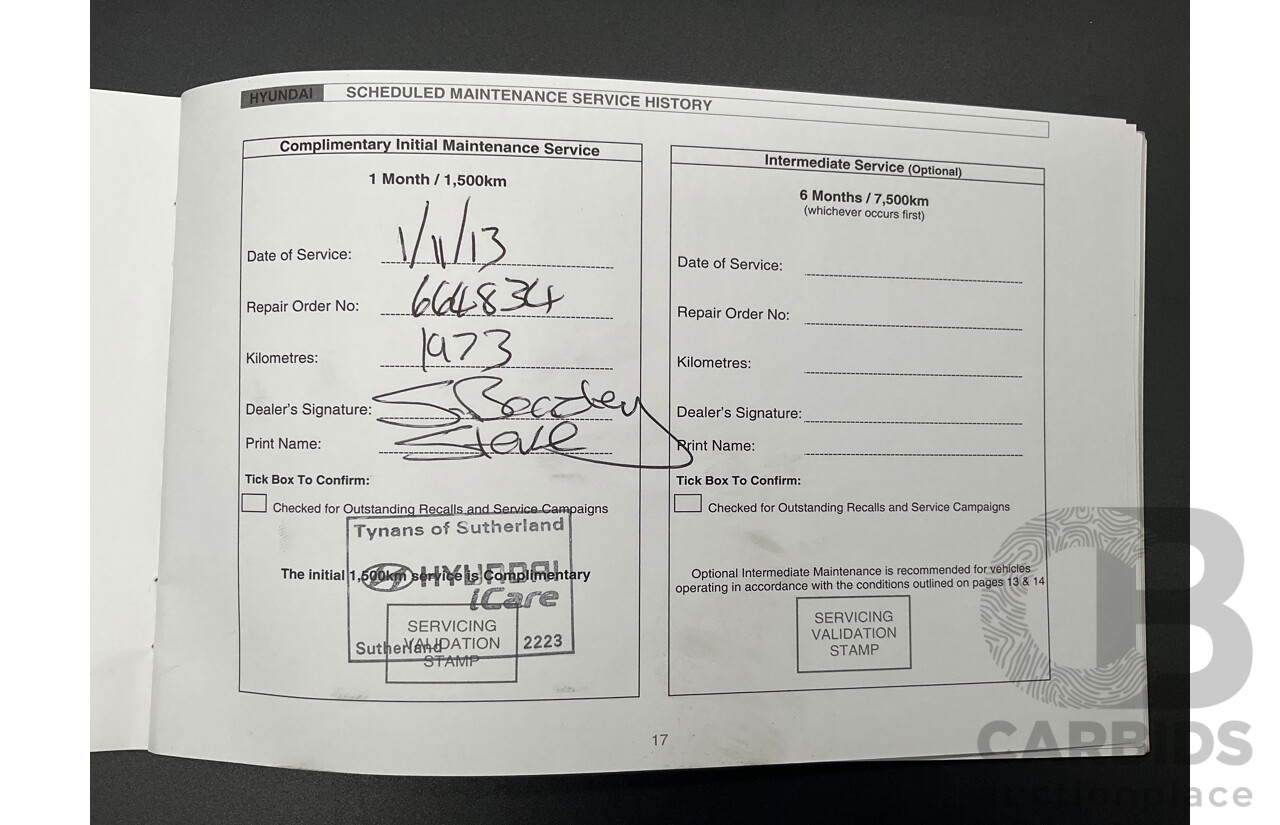 HYUNDAI SCHEDULED MAINTENANCE SERVICE HISTORY
Complimentary Initial Maintenance Service
1 Month / 1,500km
Date of Service: 1/11/13
Repair Order No: 664834
Kilometres: 1973
Dealer's Signature:
Print Name: Steve
Tick Box To Confirm:
Checked for Outstanding Recalls and Service Campaigns
Tynans of Sutherland
The initial 1,500km service is Complimentary
HYUNDAI
iCare
Sutherland 2223
SERVICING
VALIDATION
STAMP
Intermediate Service (Optional)
6 Months / 7,500km
(whichever occurs first)
Date of Service:
Repair Order No:
Kilometres:
Dealer's Signature:
Print Name:
Tick Box To Confirm:
Checked for Outstanding Recalls and Service Campaigns
Optional Intermediate Maintenance is recommended for vehicles
operating in accordance with the conditions outlined on pages 13 & 14
SERVICING
VALIDATION
STAMP
17
CARBIDS
auctionplace